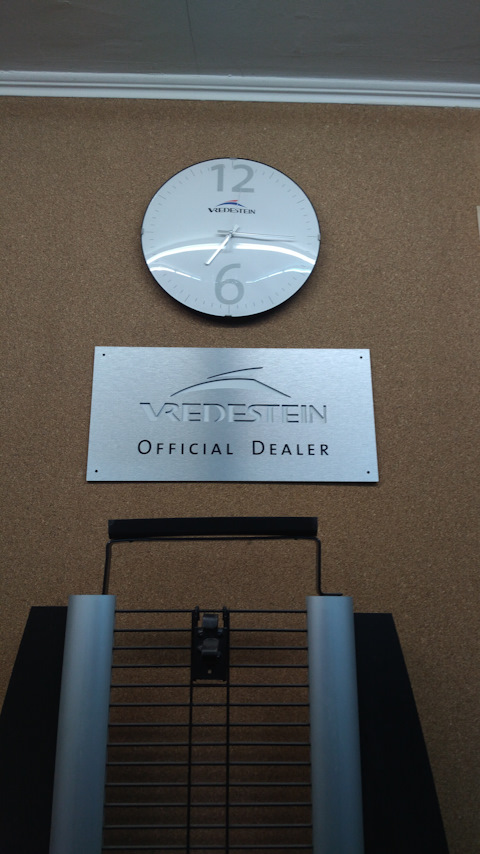 12
VREDESTEIN
6
VREDESTEIN
OFFICIAL DEALER